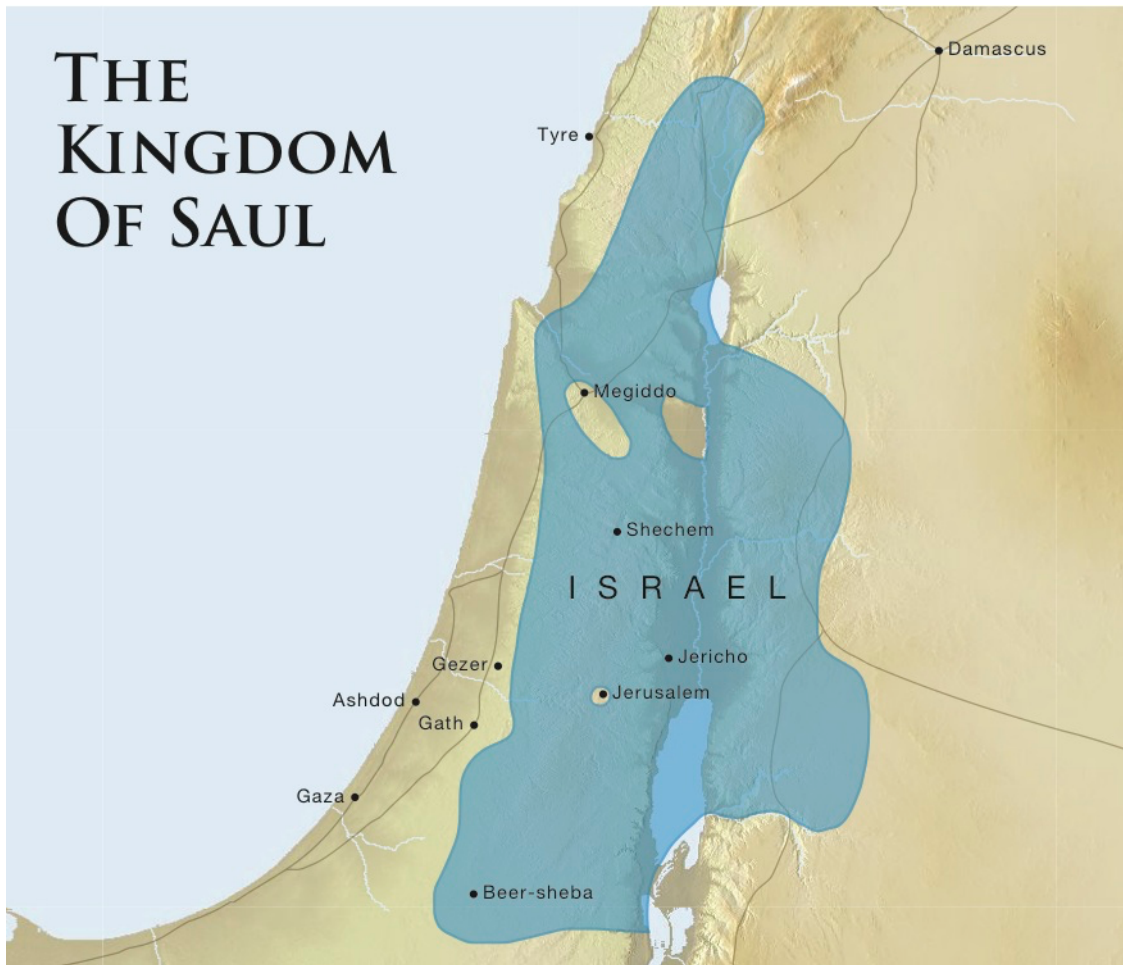 THE
KINGDOM
OF SAUL
Damascus
Tyre
Megiddo
Shechem
ISRAEL
Jericho
Gezer
Jerusalem
Ashdod
Gath
Gaza
Beer-sheba